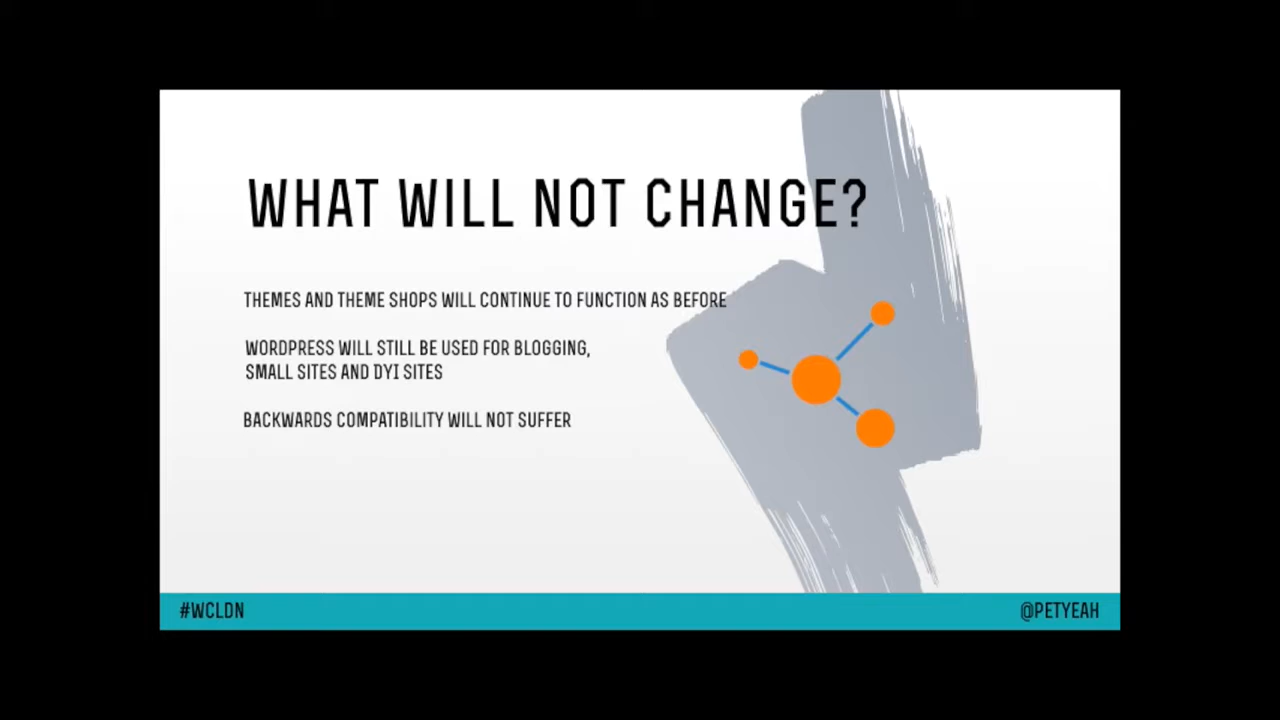 WHAT WILL NOT CHANGE?
THEMES AND THEME SHOPS WILL CONTINUE TO FUNCTION AS BEFORE
WORDPRESS WILL STILL BE USED FOR BLOGGING,
SMALL SITES AND DYI SITES
BACKWARDS COMPATIBILITY WILL NOT SUFFER
#WCLDN
@PETYEAH